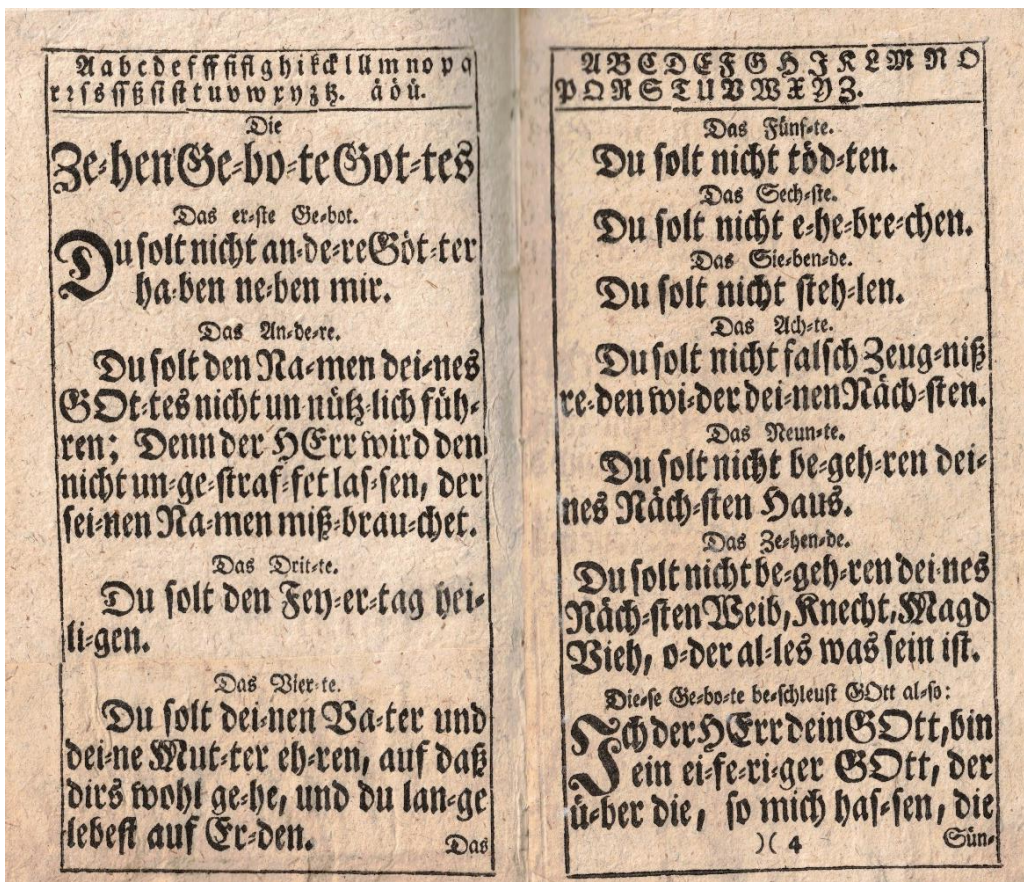 A a b c d e f ff fi fl g h i k ck l ll m n o p q
r ꝛ s ſ ſſ ß ſi ſt t u v w x y z tz. ä ö ü.
Die
Ze⸗hen Ge⸗bo⸗te Got⸗tes
Das er⸗ſte Ge⸗bot.
Du ſolt nicht an⸗de⸗re Göt⸗ter
ha⸗ben ne⸗ben mir.
Das An⸗de⸗re.
Du ſolt den Na⸗men dei⸗nes
GOt⸗tes nicht un⸗nütz⸗lich füh⸗
ren; Denn der HErr wird den
nicht un⸗ge⸗ſtraf⸗fet laſ⸗ſen, der
ſei⸗nen Na⸗men miß⸗brau⸗chet.
Das Drit⸗te.
Du ſolt den Fey⸗er⸗tag hei⸗
li⸗gen.
Das Vier⸗te.
Du ſolt dei⸗nen Va⸗ter und
dei⸗ne Mut⸗ter eh⸗ren, auf daß
dirs wohl ge⸗he, und du lan⸗ge
lebeſt auf Er⸗den.
Das
A B C D E F G H J K L M N O
P Q R S T U V W X Y Z.
Das Fünf⸗te.
Du ſolt nicht töd⸗ten.
Das Sech⸗ſte.
Du ſolt nicht e⸗he⸗bre⸗chen.
Das Sie⸗ben⸗de.
Du ſolt nicht ſteh⸗len.
Das Ach⸗te.
Du ſolt nicht falſch Zeug⸗niß
re⸗den wi⸗der dei⸗nen Näch⸗ſten.
Das Neun⸗te.
Du ſolt nicht be⸗geh⸗ren dei⸗
nes Näch⸗ſten Haus.
Das Ze⸗hen⸗de.
Du ſolt nicht be⸗geh⸗ren dei⸗nes
Näch⸗ſten Weib, Knecht, Magd
Vieh, o⸗der al⸗les was ſein iſt.
Die⸗ſe Ge⸗bo⸗te be⸗ſchleuſt GOtt al⸗ſo:
Ich der HErr dein GOtt, bin
ein ei⸗fe⸗ri⸗ger GOtt, der
ü⸗ber die, ſo mich haſ⸗ſen, die
)( 4
Sün⸗